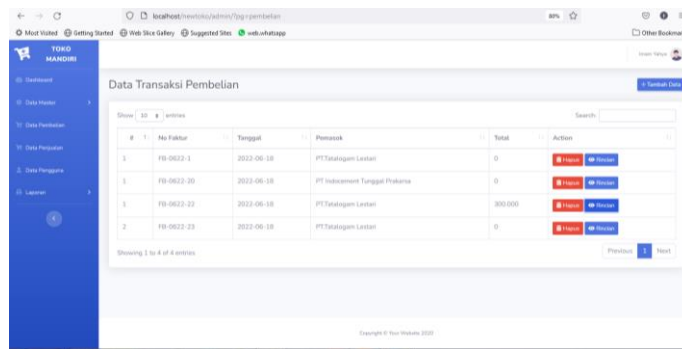 localhost/newtoko/admin/?pg=pembelian
80%
Most Visited Getting Started Web Slice Gallery Suggested Sites web.whatsapp Other Bookmar
TOKO
MANDIRI
Dashboard
Data Master
Data Pembelian
Data Penjualan
Data Pengguna
Laporan
Data Transaksi Pembelian
+ Tambah Data
Show 10 entries
Search:
# No Faktur Tanggal Pemasok Total Action
1 FB-0622-1 2022-06-18 PT.Tatalogam Lestari 0 Hapus Rincian
1 FB-0622-20 2022-06-18 PT Indocement Tunggal Prakarsa 0 Hapus Rincian
1 FB-0622-22 2022-06-18 PT.Tatalogam Lestari 300.000 Hapus Rincian
2 FB-0622-23 2022-06-18 PT.Tatalogam Lestari 0 Hapus Rincian
Showing 1 to 4 of 4 entries
Previous 1 Next
Copyright © Your Website 2020